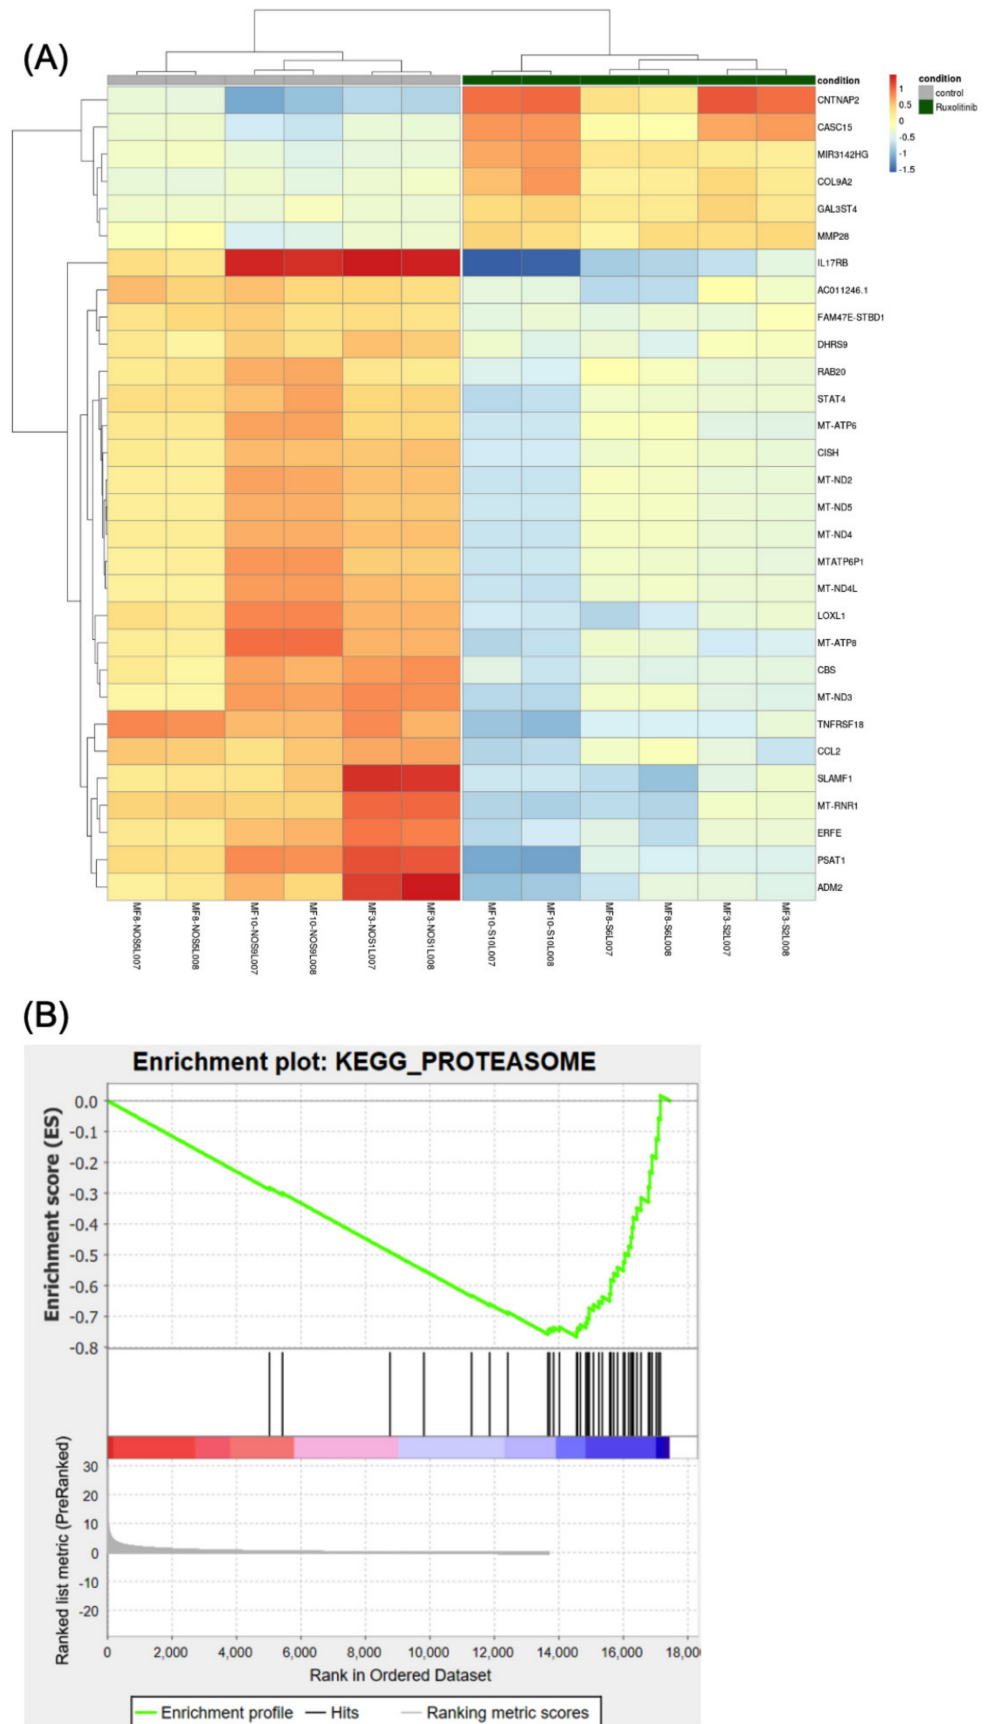 (A)
condition
CNTNAP2
CASC15
MIR3142HG
COL9A2
GAL3ST4
MMP28
IL17RB
AC011246.1
FAM47E-STBD1
DHRS9
RAB20
STAT4
MT-ATP6
CISH
MT-ND2
MT-ND5
MT-ND4
MTATP6P1
MT-ND4L
LOXL1
MT-ATP8
CBS
MT-ND3
TNFRSF18
CCL2
SLAMF1
MT-RNR1
ERFE
PSAT1
ADM2
1
0.5
0
-0.5
-1
-1.5
condition
control
Ruxolitinib
MF8-NOS5L007
MF8-NOS5L008
MF10-NOS9L007
MF10-NOS9L008
MF3-NOS1L007
MF3-NOS1L008
MF10-S10L007
MF10-S10L008
MF8-S6L007
MF8-S6L008
MF3-S2L007
MF3-S2L008
(B)
Enrichment plot: KEGG_PROTEASOME
Enrichment score (ES)
0.0
-0.1
-0.2
-0.3
-0.4
-0.5
-0.6
-0.7
-0.8
Ranked list metric (PreRanked)
30
20
10
0
-10
-20
0 2,000 4,000 6,000 8,000 10,000 12,000 14,000 16,000 18,00
Rank in Ordered Dataset
Enrichment profile Hits Ranking metric scores